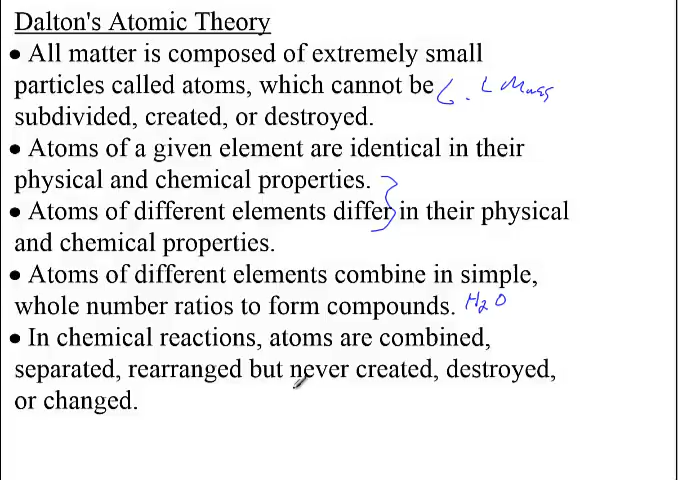 Dalton's Atomic Theory
• All matter is composed of extremely small
particles called atoms, which cannot be
subdivided, created, or destroyed.
• Atoms of a given element are identical in their
physical and chemical properties.
• Atoms of different elements differ in their physical
and chemical properties.
• Atoms of different elements combine in simple,
whole number ratios to form compounds. H2O
• In chemical reactions, atoms are combined,
separated, rearranged but never created, destroyed,
or changed.